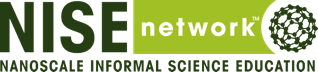 NISE network™
NANOSCALE INFORMAL SCIENCE EDUCATION